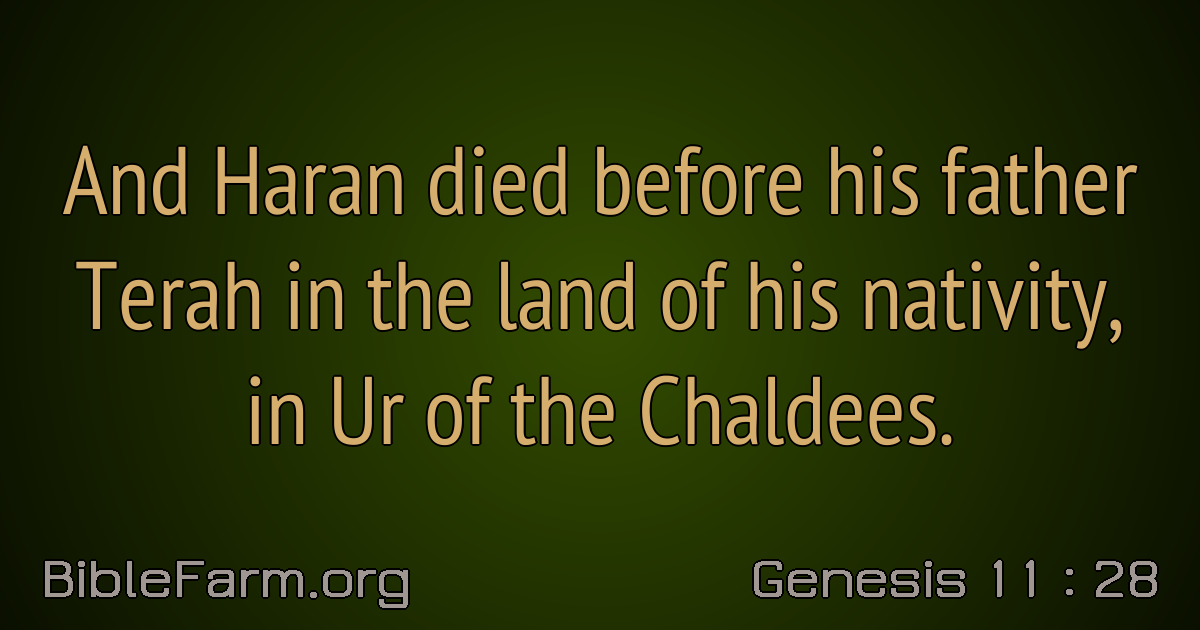 And Haran died before his father
Terah in the land of his nativity,
in Ur of the Chaldees.
BibleFarm.org
Genesis 11 : 28